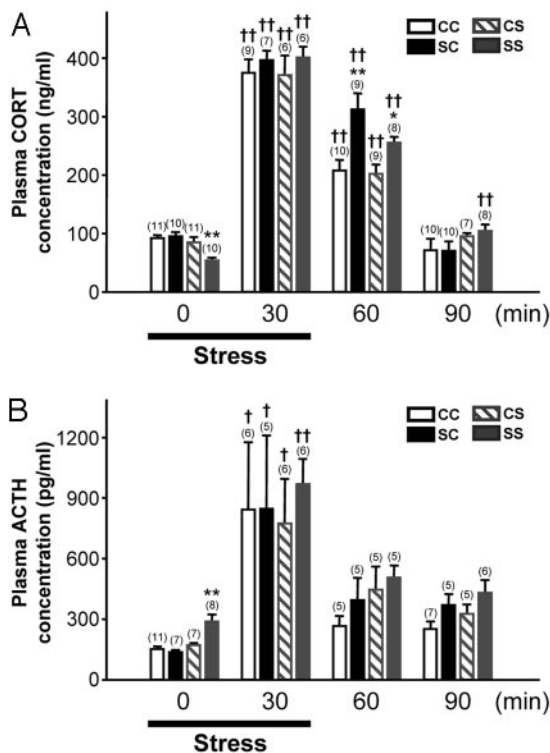 A
CC CS
SC SS
Plasma CORT
concentration (ng/ml)
400
300
200
100
0
(11) (10) (11) ** (10)
†† (9) †† (7) †† (6) †† (6)
†† (10) †† ** (9) †† (9) †† * (8)
(10) (10) (7) †† (8)
0 30 60 90 (min)
Stress
B
CC CS
SC SS
Plasma ACTH
concentration (pg/ml)
1200
900
600
300
0
(11) (7) (7) ** (8)
† (6) † (5) † (6) †† (6)
(5) (5) (5) (5)
(7) (5) (5) (6)
0 30 60 90 (min)
Stress